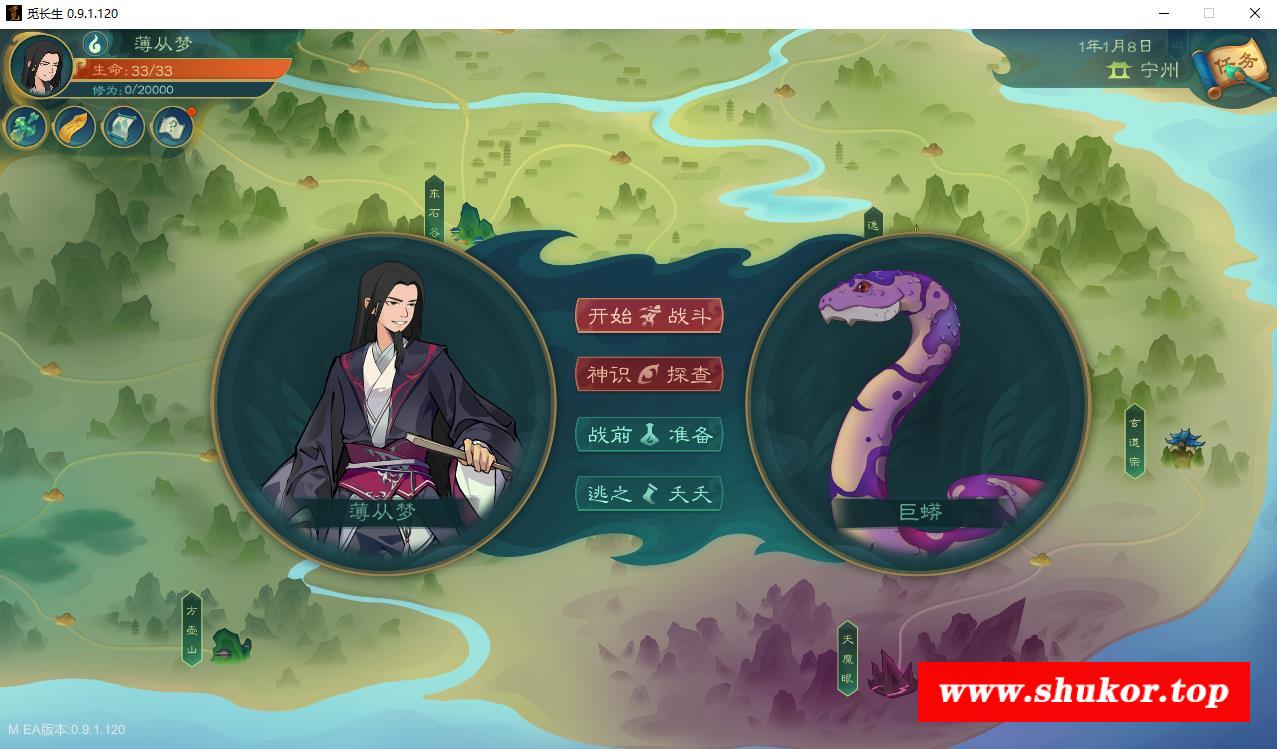 觅长生 0.9.1.120
薄从梦
生命: 33/33
修为: 0/20000
1年1月8日
宁州
任务
东石谷
逃
开始 战斗
神识 探查
战前 准备
逃之 夭夭
薄从梦
巨蟒
玄道宗
方壶山
天魔眼
www.shukor.top
M EA版本:0.9.1.120